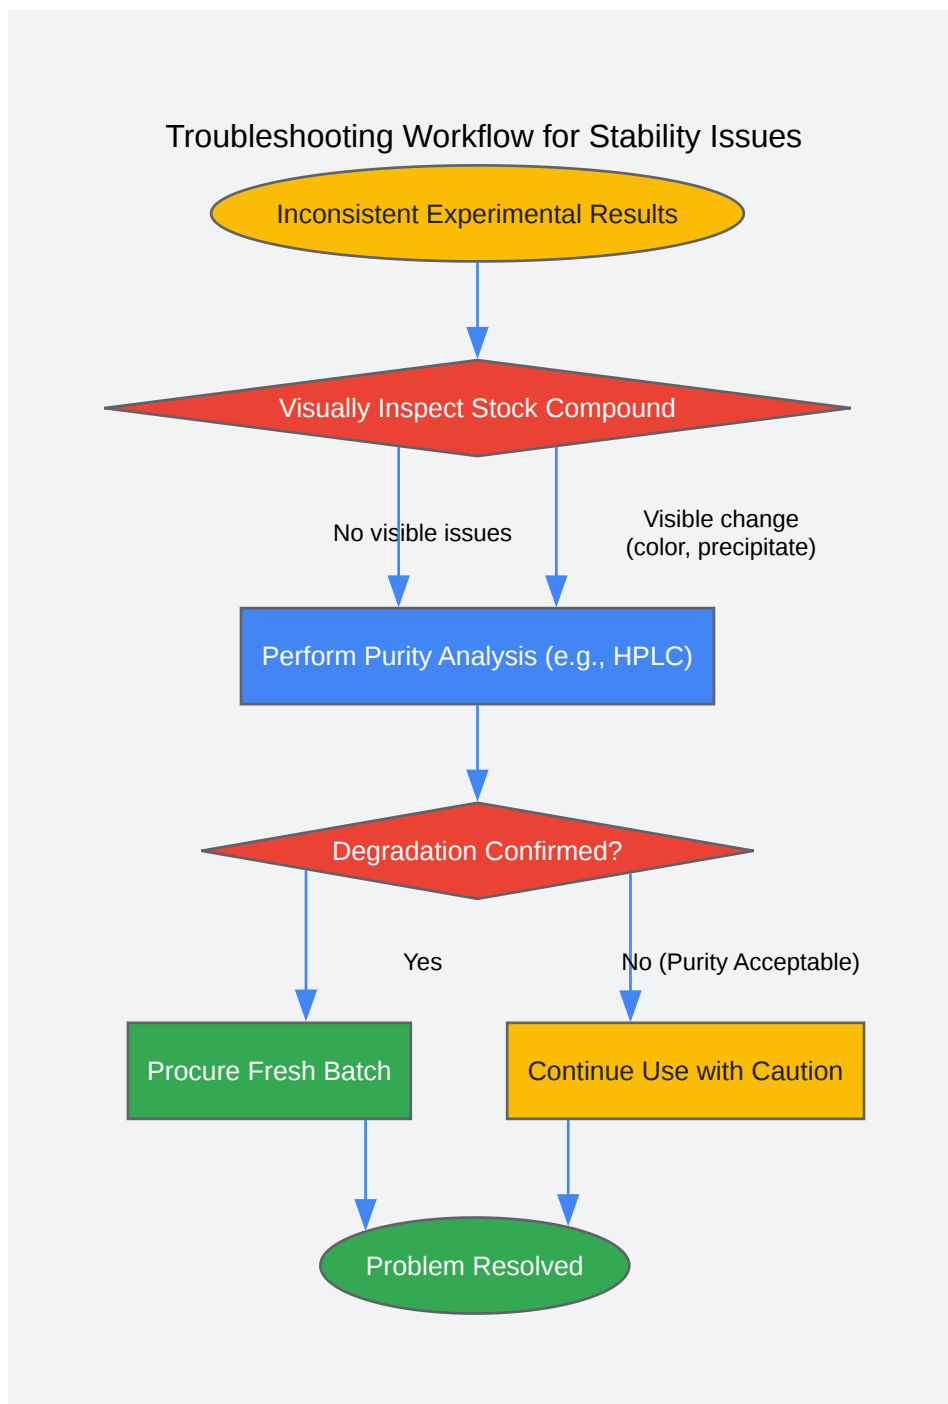 Troubleshooting Workflow for Stability Issues
Inconsistent Experimental Results
Visually Inspect Stock Compound
No visible issues
Visible change
(color, precipitate)
Perform Purity Analysis (e.g., HPLC)
Degradation Confirmed?
Yes
No (Purity Acceptable)
Procure Fresh Batch
Continue Use with Caution
Problem Resolved